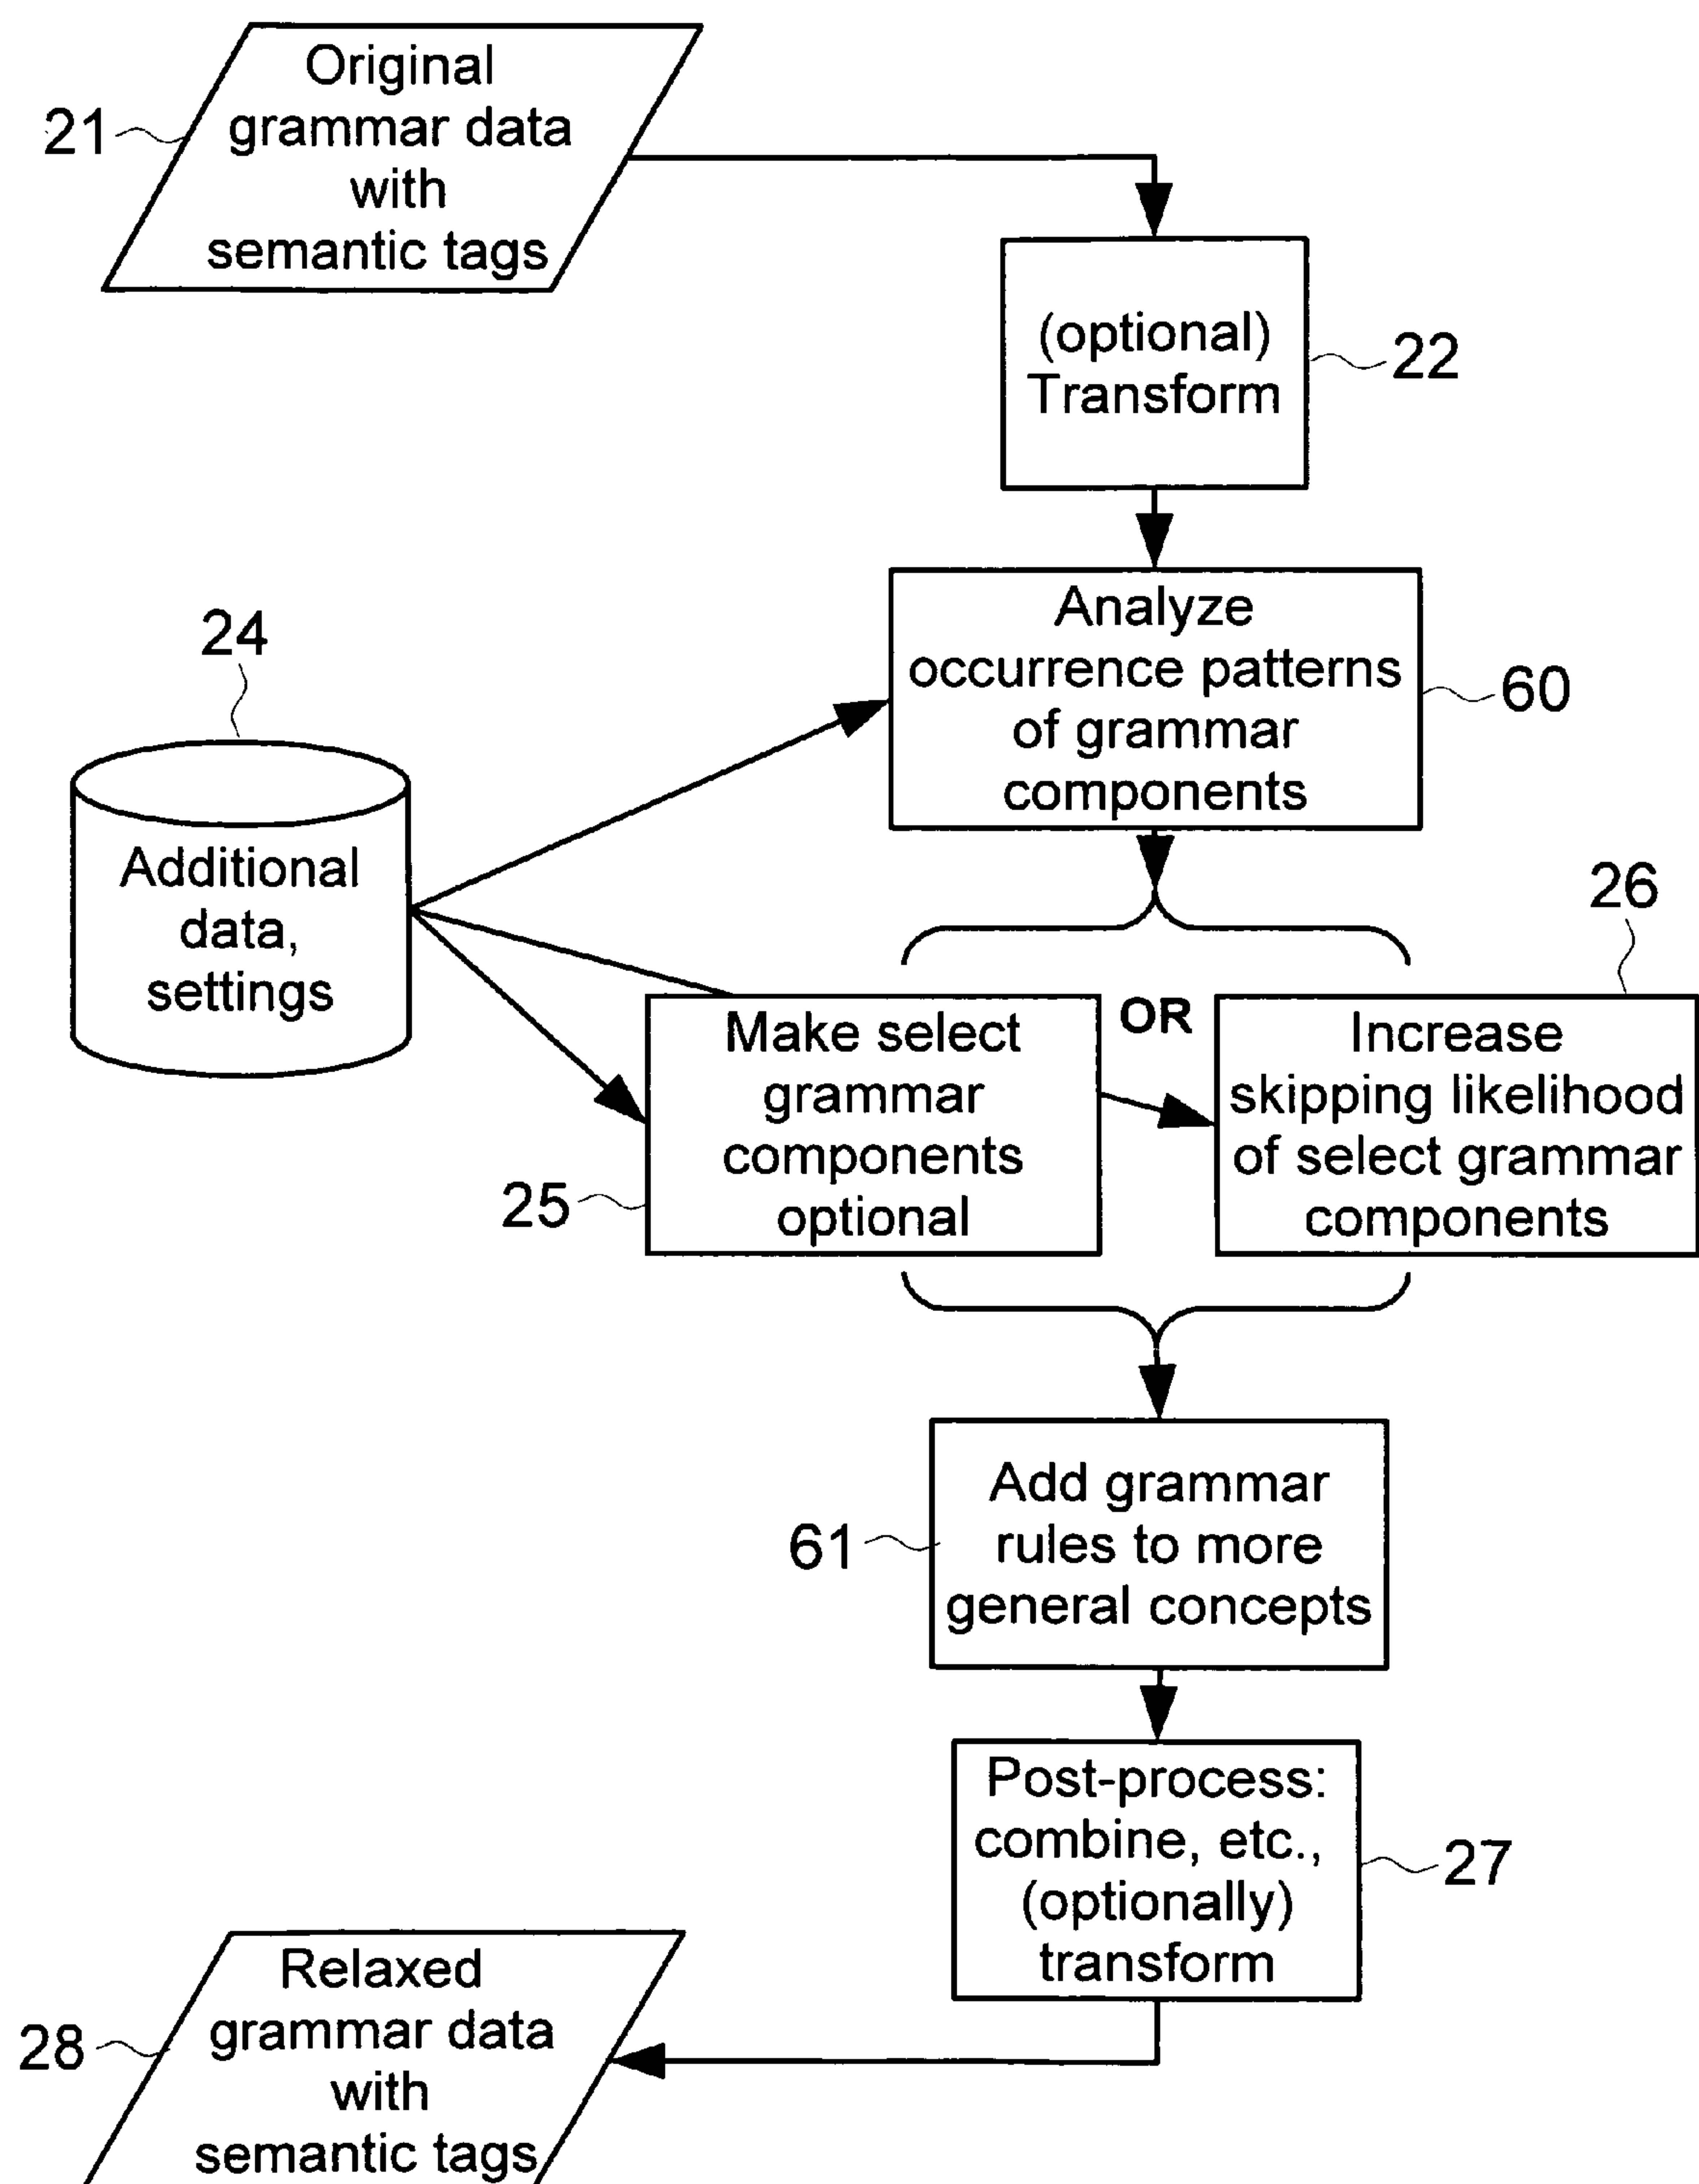 Original
grammar data
with
semantic tags
21
(optional)
Transform
22
Analyze
occurrence patterns
of grammar
components
60
24
Additional
data,
settings
26
OR
Make select
grammar
components
optional
25
Increase
skipping likelihood
of select grammar
components
Add grammar
rules to more
general concepts
61
Post-process:
combine, etc.,
(optionally)
transform
27
Relaxed
grammar data
with
semantic tags
28